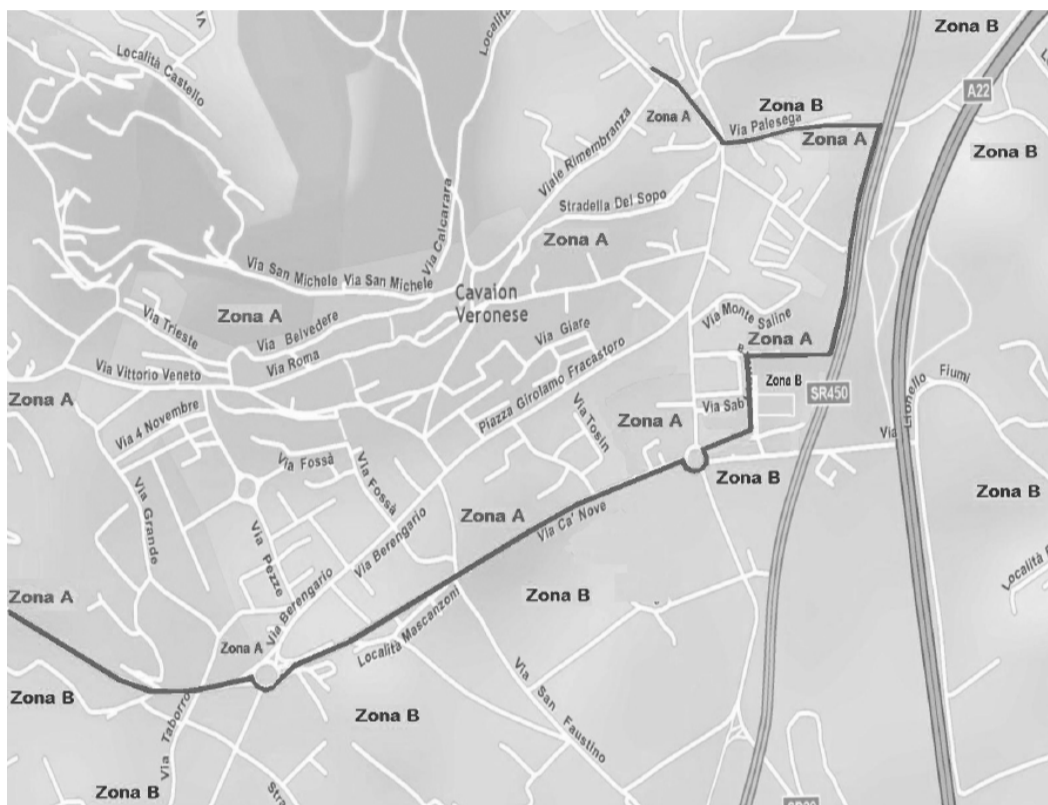 Zona B
Località Castello
A22
Zona B
Zona A
Via Palesega
Zona A
Zona B
Viale Rimembranza
Stradella Del Sopo
Zona A
Via Calcarara
Via San Michele
Via San Michele
Cavaion
Veronese
Zona A
Via Trieste
Via Belvedere
Via Monte Saline
Via Giare
Zona A
Via Roma
Via Vittorio Veneto
Piazza Girolamo Fracastoro
Zona B
SR450
Fiumi
Lionello
Via
Zona A
Via Sab
Via 4 Novembre
Via Tosin
Zona A
Via Fossà
Via Fossà
Zona B
Zona B
Via Grande
Zona A
Via Ca' Nove
Via Pezze
Via Berengario
Zona A
Zona B
Via Berengario
Località Mascanzoni
Zona A
Zona B
Via Taborro
Zona B
Via San Faustino
Zona B